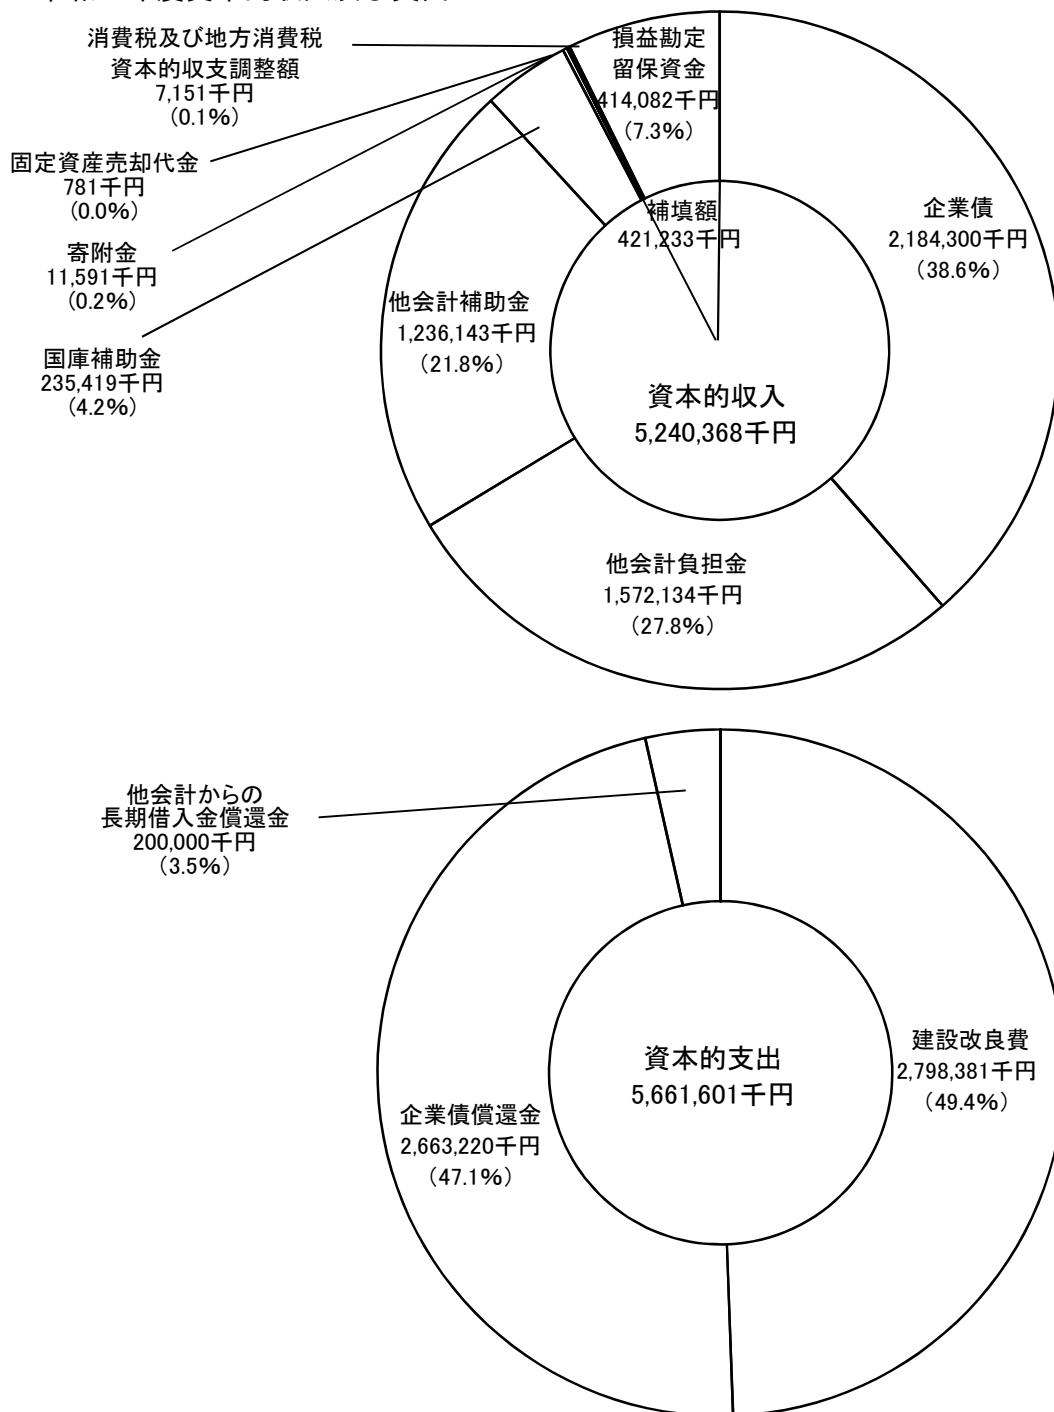 消費税及び地方消費税
資本的収支調整額
7,151千円
(0.1%)
損益勘定
留保資金
414,082千円
(7.3%)
固定資産売却代金
781千円
(0.0%)
寄附金
11,591千円
(0.2%)
国庫補助金
235,419千円
(4.2%)
補填額
421,233千円
企業債
2,184,300千円
(38.6%)
他会計補助金
1,236,143千円
(21.8%)
資本的収入
5,240,368千円
他会計負担金
1,572,134千円
(27.8%)
他会計からの
長期借入金償還金
200,000千円
(3.5%)
建設改良費
2,798,381千円
(49.4%)
資本的支出
5,661,601千円
企業債償還金
2,663,220千円
(47.1%)